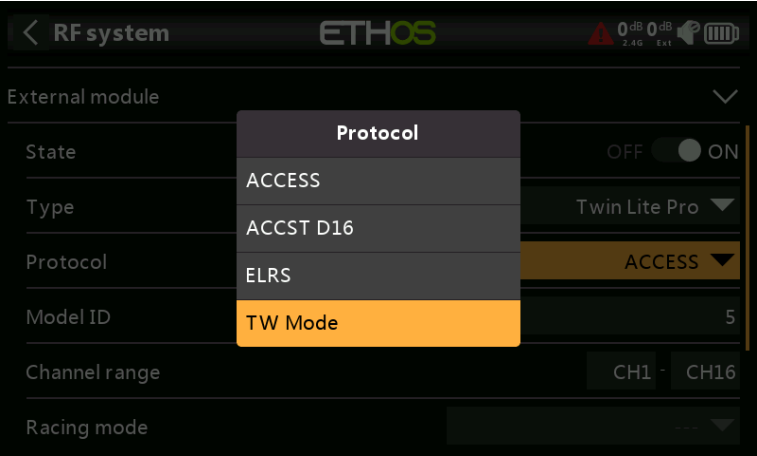 RF system
ETHOS
0dB 0dB
2.4G Ext
External module
Protocol
State
OFF ON
ACCESS
Type
Twin Lite Pro
ACCST D16
Protocol
ACCESS
ELRS
Model ID
5
TW Mode
Channel range
CH1 - CH16
Racing mode
---